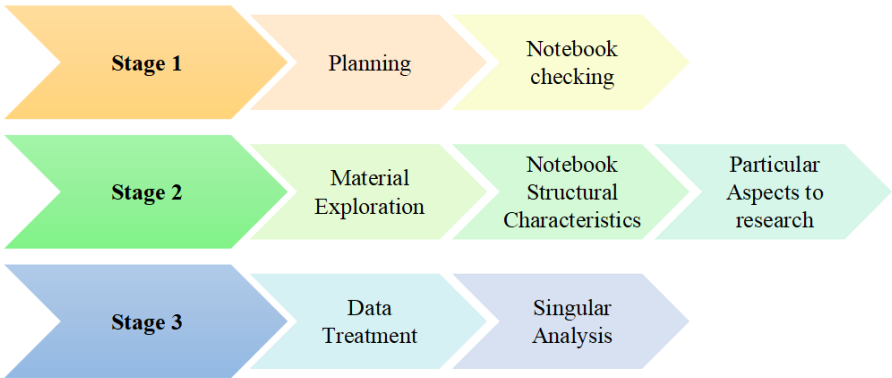 Stage 1
Planning
Notebook
checking
Stage 2
Material
Exploration
Notebook
Structural
Characteristics
Particular
Aspects to
research
Stage 3
Data
Treatment
Singular
Analysis